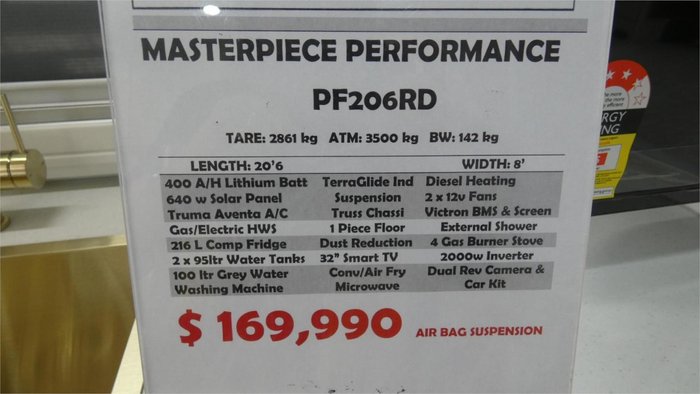 MASTERPIECE PERFORMANCE
PF206RD
TARE: 2861 kg ATM: 3500 kg BW: 142 kg
LENGTH: 20'6 WIDTH: 8'
400 A/H Lithium Batt TerraGlide Ind Diesel Heating
640 w Solar Panel Suspension 2 x 12v Fans
Truma Aventa A/C Truss Chassi Victron BMS & Screen
Gas/Electric HWS 1 Piece Floor External Shower
216 L Comp Fridge Dust Reduction 4 Gas Burner Stove
2 x 95ltr Water Tanks 32" Smart TV 2000w Inverter
100 ltr Grey Water Conv/Air Fry Dual Rev Camera &
Washing Machine Microwave Car Kit
$ 169,990 AIR BAG SUSPENSION